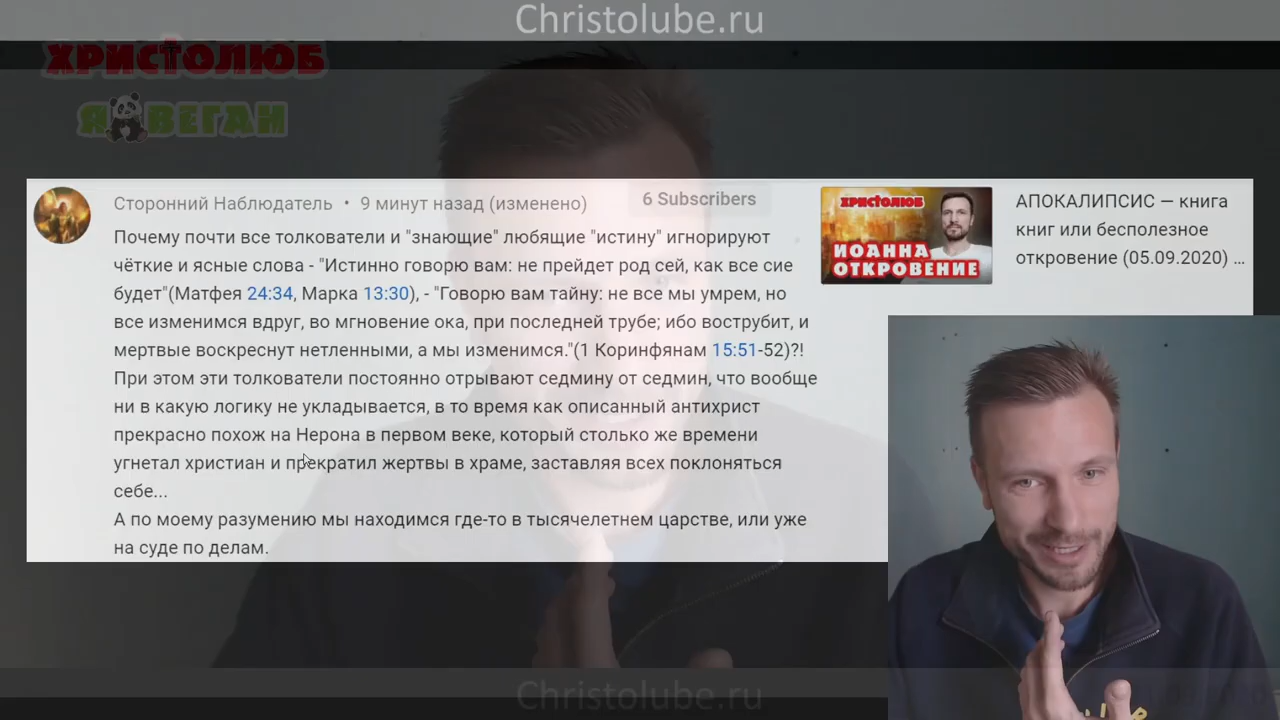 Christolube.ru
ХРИСТОЛЮБ
Я ВЕГАН
Сторонний Наблюдатель • 9 минут назад (изменено)
6 Subscribers
Почему почти все толкователи и "знающие" любящие "истину" игнорируют
чёткие и ясные слова - "Истинно говорю вам: не прейдет род сей, как все сие
будет"(Матфея 24:34, Марка 13:30), - "Говорю вам тайну: не все мы умрем, но
все изменимся вдруг, во мгновение ока, при последней трубе; ибо вострубит, и
мертвые воскреснут нетленными, а мы изменимся."(1 Коринфянам 15:51-52)?!
При этом эти толкователи постоянно отрывают седмину от седмин, что вообще
ни в какую логику не укладывается, в то время как описанный антихрист
прекрасно похож на Нерона в первом веке, который столько же времени
угнетал христиан и прекратил жертвы в храме, заставляя всех поклоняться
себе...
А по моему разумению мы находимся где-то в тысячелетнем царстве, или уже
на суде по делам.
ХРИСТОЛЮБ
ИОАННА
ОТКРОВЕНИЕ
АПОКАЛИПСИС — книга
книг или бесполезное
откровение (05.09.2020) ...
Christolube.ru